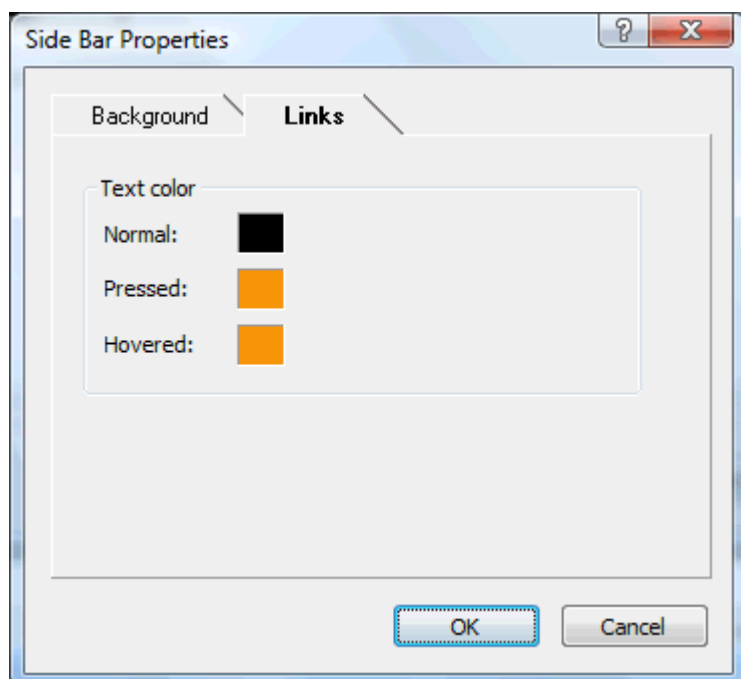 Side Bar Properties
Background Links
Text color
Normal:
Pressed:
Hovered:
OK Cancel